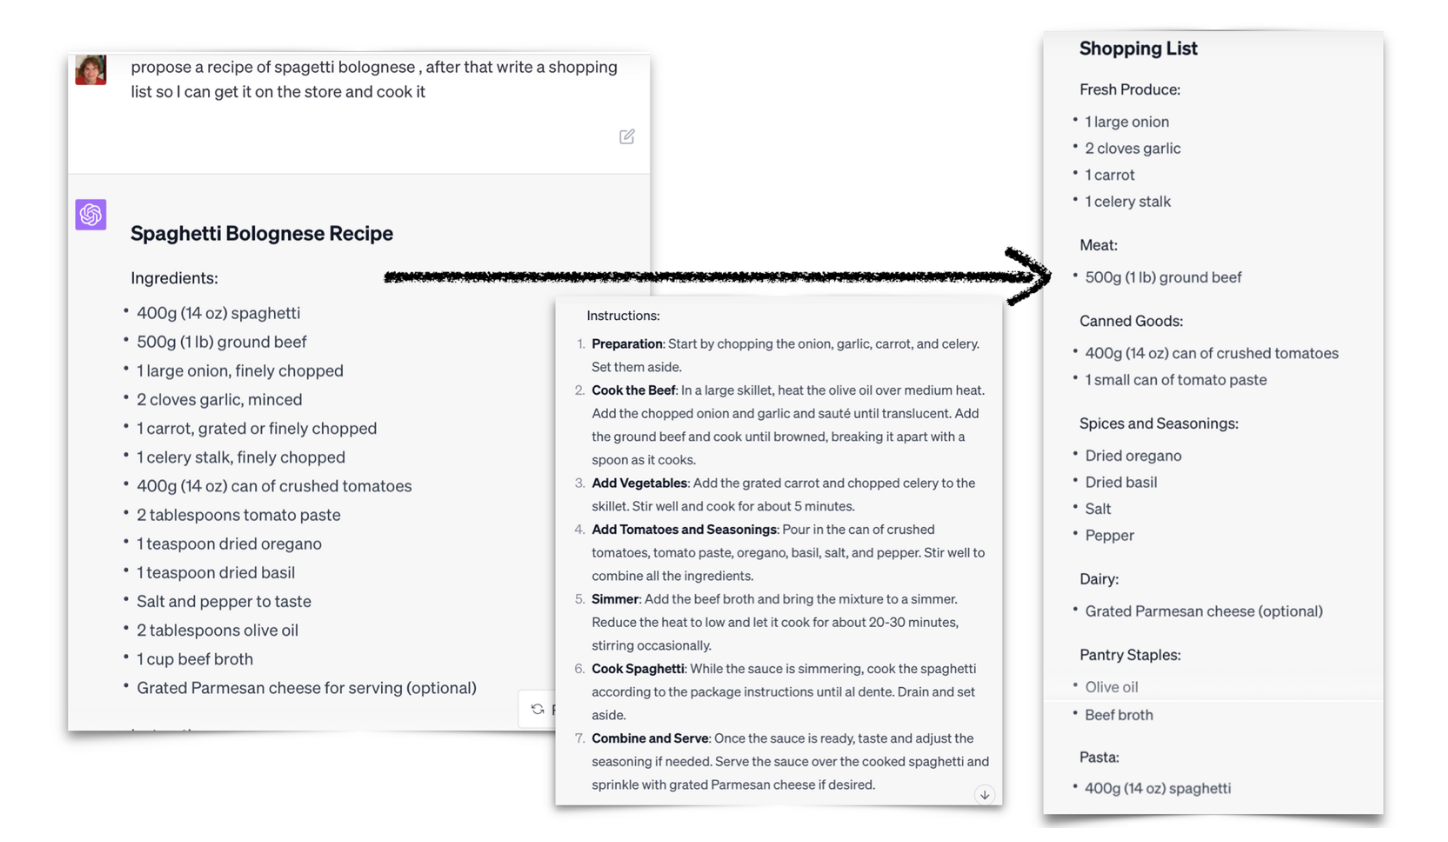 propose a recipe of spagetti bolognese , after that write a shopping
list so I can get it on the store and cook it
Spaghetti Bolognese Recipe
Ingredients:
• 400g (14 oz) spaghetti
• 500g (1 lb) ground beef
• 1 large onion, finely chopped
• 2 cloves garlic, minced
• 1 carrot, grated or finely chopped
• 1 celery stalk, finely chopped
• 400g (14 oz) can of crushed tomatoes
• 2 tablespoons tomato paste
• 1 teaspoon dried oregano
• 1 teaspoon dried basil
• Salt and pepper to taste
• 2 tablespoons olive oil
• 1 cup beef broth
• Grated Parmesan cheese for serving (optional)
Instructions:
1. Preparation: Start by chopping the onion, garlic, carrot, and celery.
Set them aside.
2. Cook the Beef: In a large skillet, heat the olive oil over medium heat.
Add the chopped onion and garlic and sauté until translucent. Add
the ground beef and cook until browned, breaking it apart with a
spoon as it cooks.
3. Add Vegetables: Add the grated carrot and chopped celery to the
skillet. Stir well and cook for about 5 minutes.
4. Add Tomatoes and Seasonings: Pour in the can of crushed
tomatoes, tomato paste, oregano, basil, salt, and pepper. Stir well to
combine all the ingredients.
5. Simmer: Add the beef broth and bring the mixture to a simmer.
Reduce the heat to low and let it cook for about 20-30 minutes,
stirring occasionally.
6. Cook Spaghetti: While the sauce is simmering, cook the spaghetti
according to the package instructions until al dente. Drain and set
aside.
7. Combine and Serve: Once the sauce is ready, taste and adjust the
seasoning if needed. Serve the sauce over the cooked spaghetti and
sprinkle with grated Parmesan cheese if desired.
Shopping List
Fresh Produce:
• 1 large onion
• 2 cloves garlic
• 1 carrot
• 1 celery stalk
Meat:
• 500g (1 lb) ground beef
Canned Goods:
• 400g (14 oz) can of crushed tomatoes
• 1 small can of tomato paste
Spices and Seasonings:
• Dried oregano
• Dried basil
• Salt
• Pepper
Dairy:
• Grated Parmesan cheese (optional)
Pantry Staples:
• Olive oil
• Beef broth
Pasta:
• 400g (14 oz) spaghetti